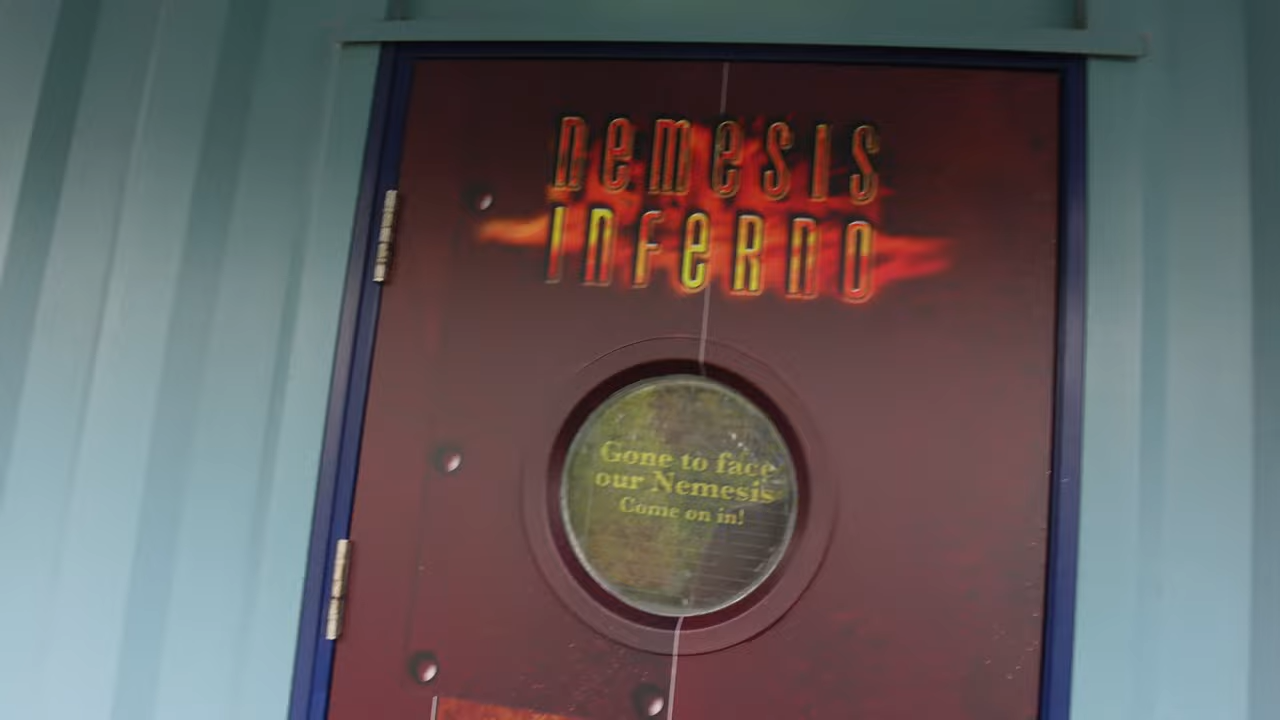 nemesis
inferno
Gone to face
our Nemesis
Come on in!